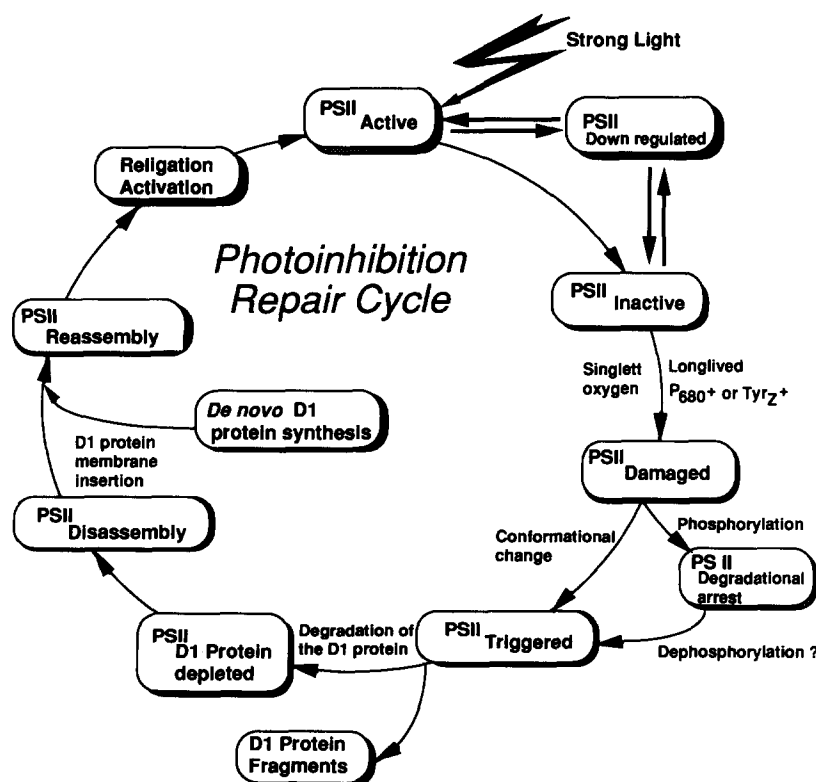 Strong Light
PSII
Active
PSII
Down regulated
Religation
Activation
Photoinhibition
Repair Cycle
PSII
Inactive
PSII
Reassembly
Singlett
oxygen
Longlived
P680+ or TyrZ+
De novo D1
protein synthesis
D1 protein
membrane
insertion
PSII
Damaged
PSII
Disassembly
Conformational
change
Phosphorylation
PS II
Degradational
arrest
PSII
D1 Protein
depleted
Degradation of
the D1 protein
PSII
Triggered
Dephosphorylation ?
D1 Protein
Fragments